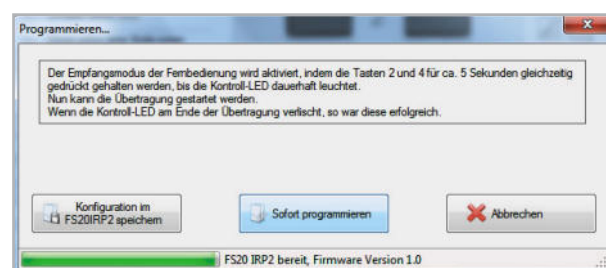 Programmieren...
Der Empfangsmodus der Fernbedienung wird aktiviert, indem die Tasten 2 und 4 für ca. 5 Sekunden gleichzeitig
gedrückt gehalten werden, bis die Kontroll-LED dauerhaft leuchtet.
Nun kann die Übertragung gestartet werden.
Wenn die Kontroll-LED am Ende der Übertragung verlischt, so war diese erfolgreich.
Konfiguration im
FS20IRP2 speichern
Sofort programmieren
Abbrechen
FS20 IRP2 bereit, Firmware Version 1.0